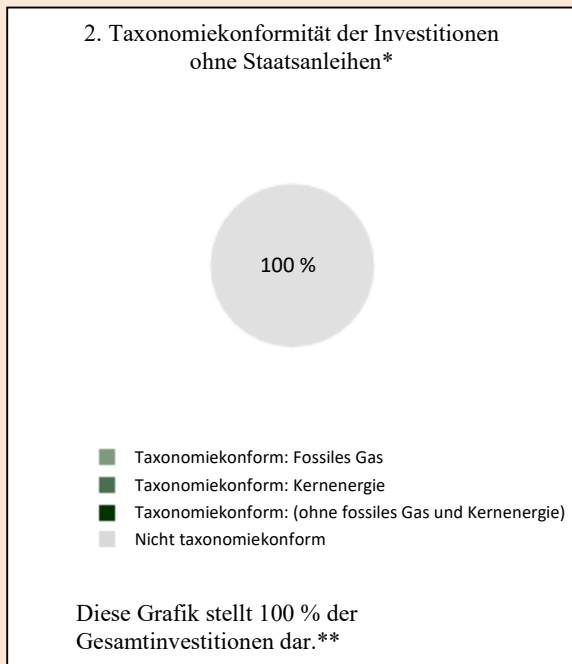 2. Taxonomiekonformität der Investitionen
ohne Staatsanleihen*
100 %
Taxonomiekonform: Fossiles Gas
Taxonomiekonform: Kernenergie
Taxonomiekonform: (ohne fossiles Gas und Kernenergie)
Nicht taxonomiekonform
Diese Grafik stellt 100 % der
Gesamtinvestitionen dar.**